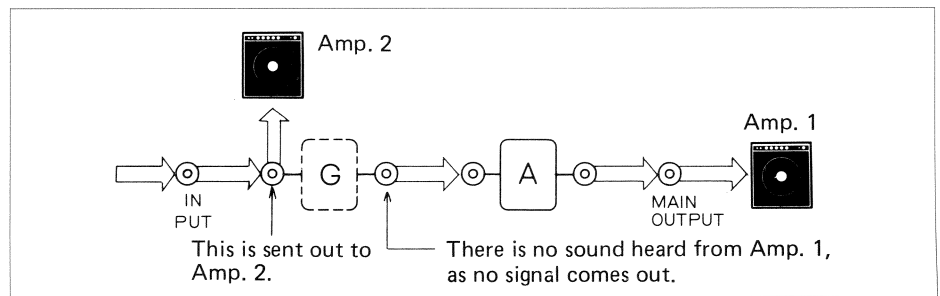 Amp. 2
Amp. 1
G
A
IN
PUT
MAIN
OUTPUT
This is sent out to
Amp. 2.
There is no sound heard from Amp. 1,
as no signal comes out.